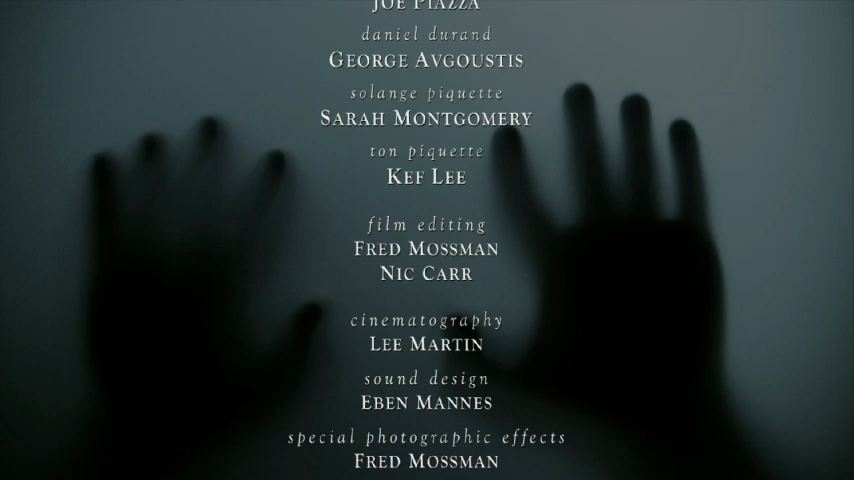 JOE PIAZZA
daniel durand
GEORGE AVGOUSTIS
solange piquette
SARAH MONTGOMERY
ton piquette
KEF LEE
film editing
FRED MOSSMAN
NIC CARR
cinematography
LEE MARTIN
sound design
EBEN MANNES
special photographic effects
FRED MOSSMAN